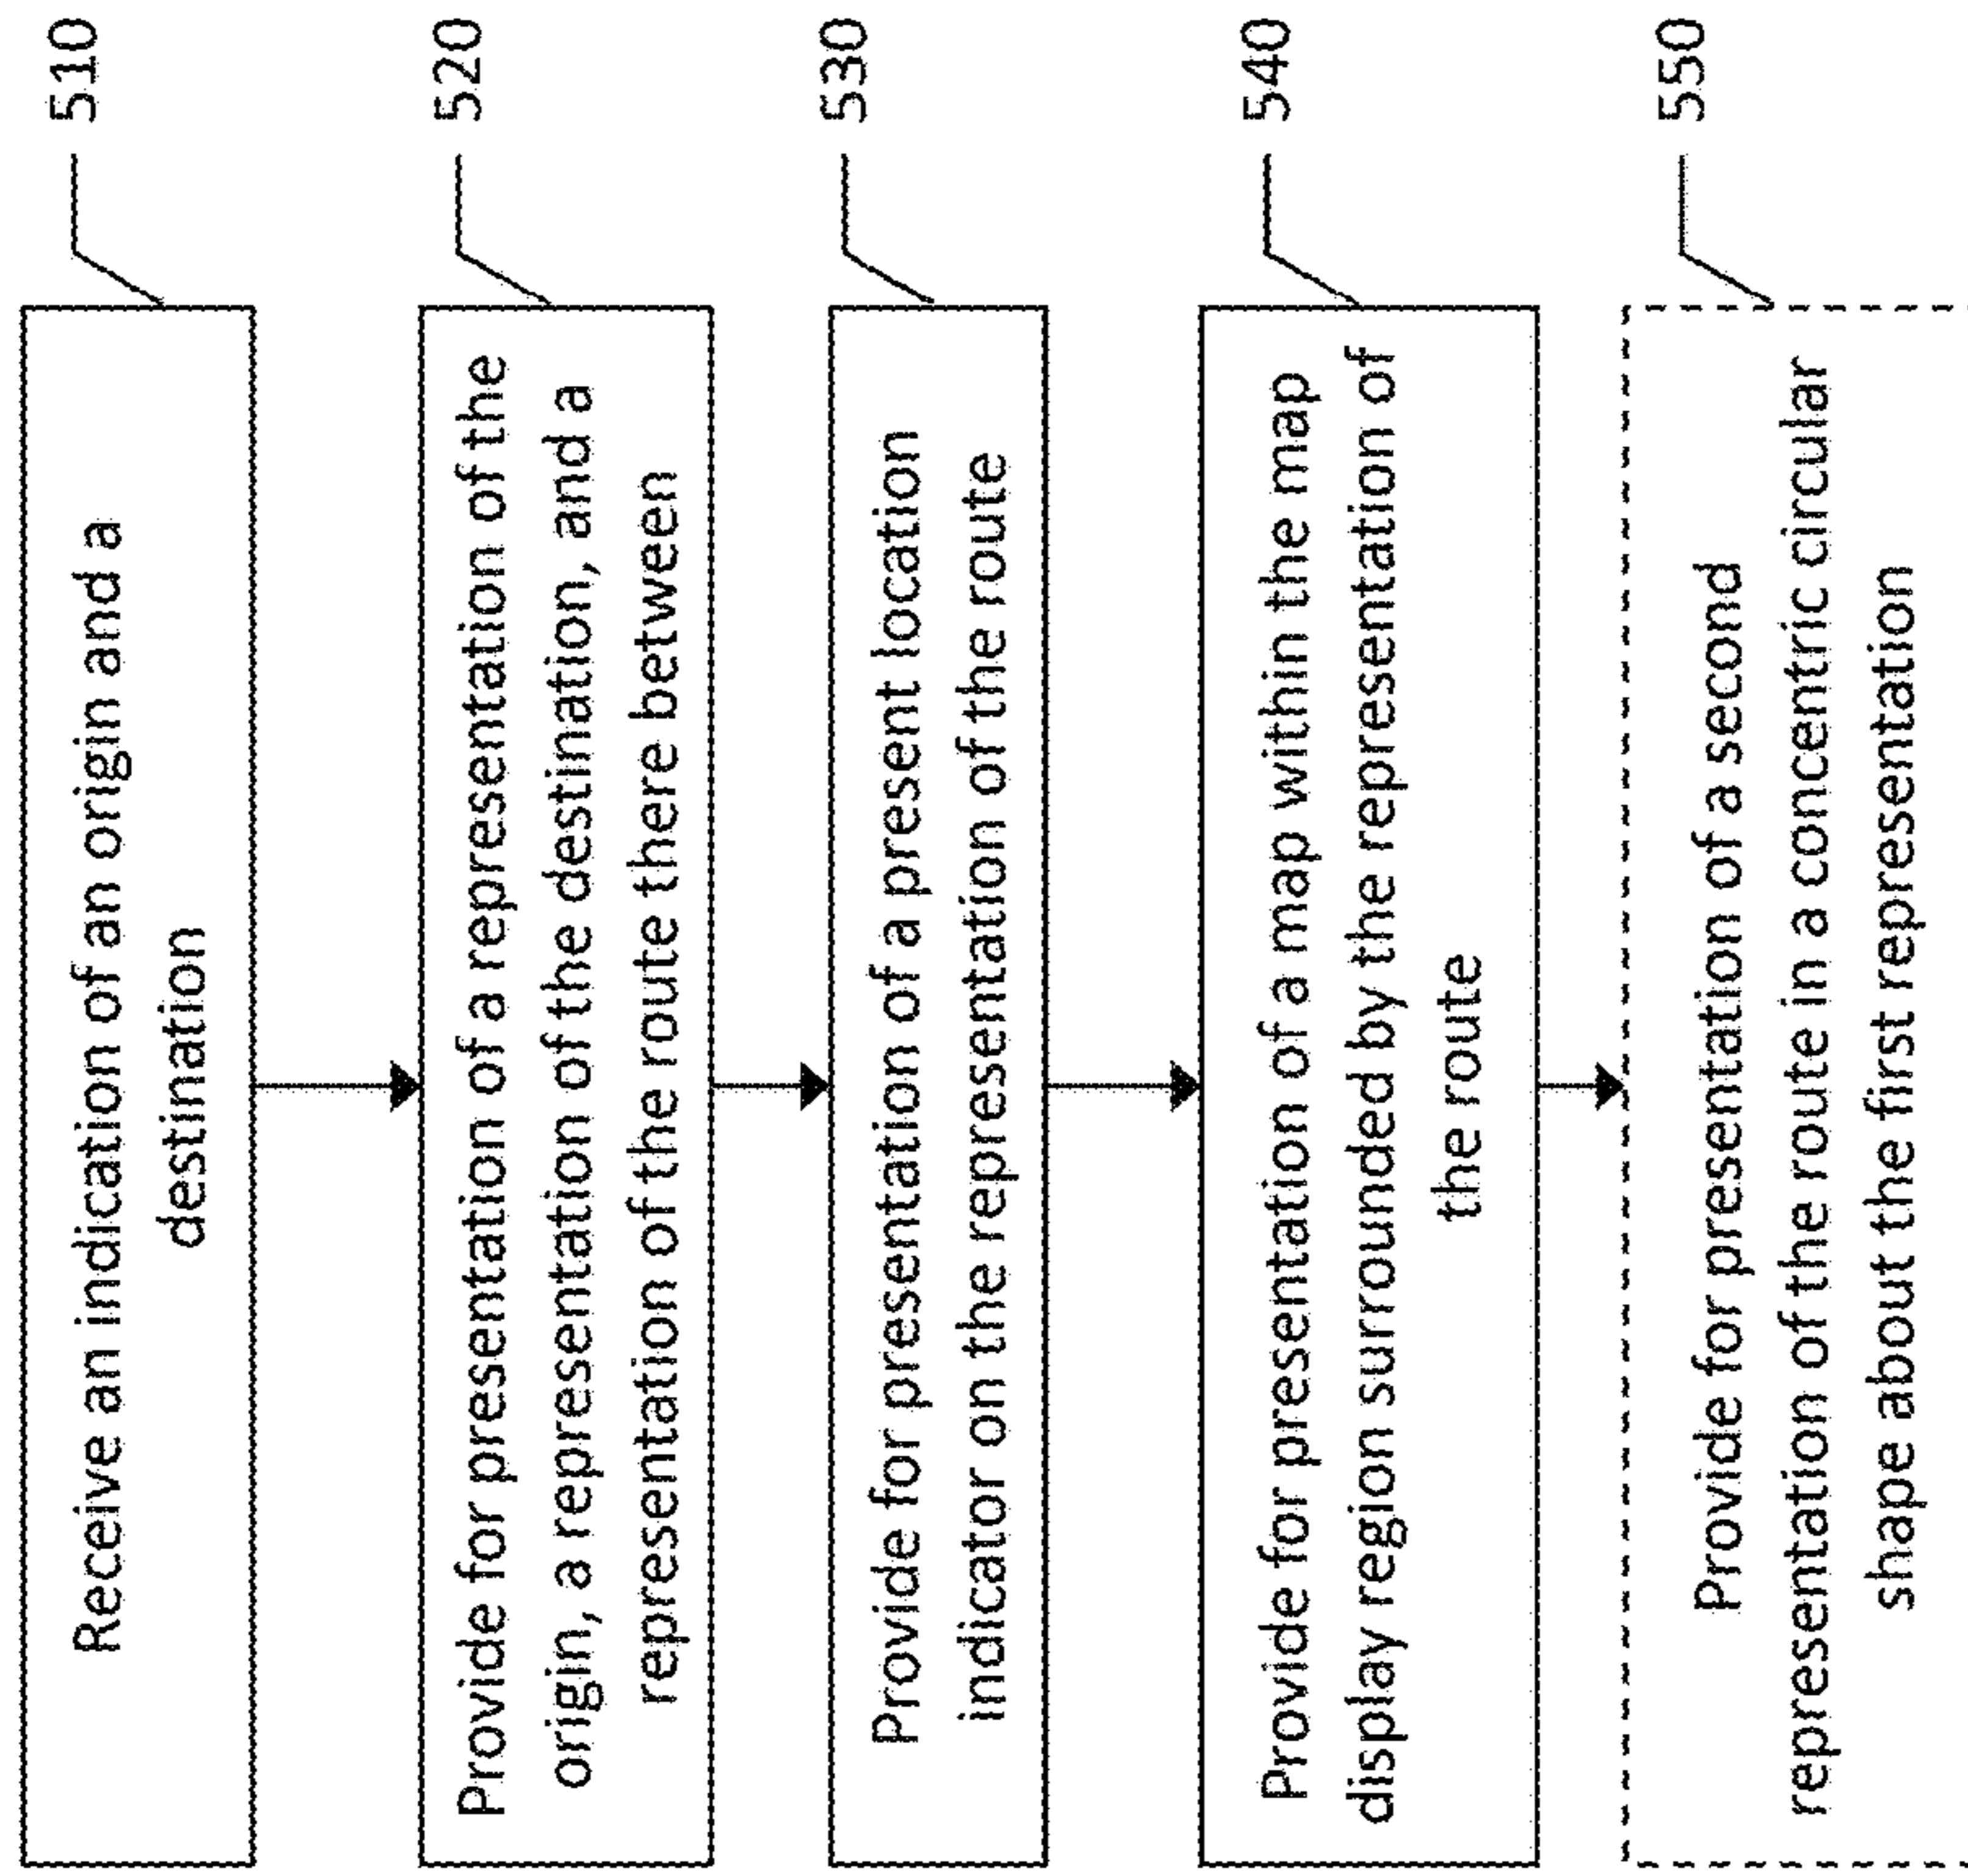 Receive an indication of an origin and a
destination
510
Provide for presentation of a representation of the
origin, a representation of the destination, and a
representation of the route there between
520
Provide for presentation of a present location
indicator on the representation of the route
530
Provide for presentation of a map within the map
display region surrounded by the representation of
the route
540
Provide for presentation of a second
representation of the route in a concentric circular
shape about the first representation
550